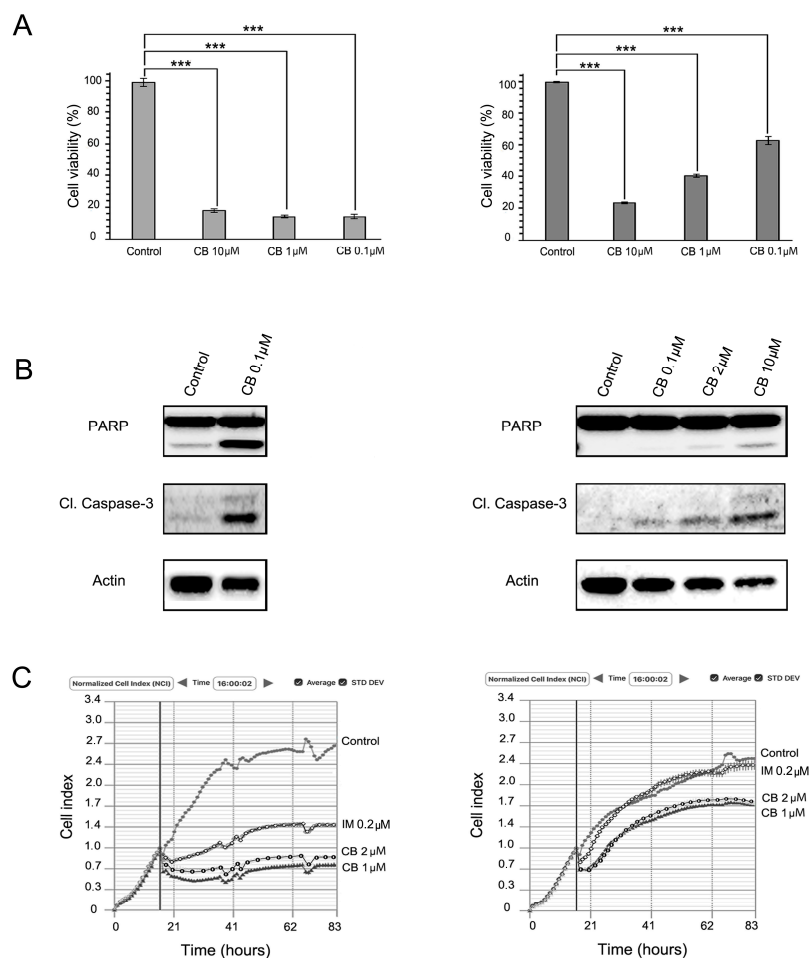 A
*** *** ***
Cell viability (%)
100
80
60
40
20
0
Control CB 10µM CB 1µM CB 0.1µM
*** *** ***
Cell viability (%)
100
80
60
40
20
0
Control CB 10µM CB 1µM CB 0.1µM
B
Control CB 0.1µM
PARP
Cl. Caspase-3
Actin
Control CB 0.1µM CB 2µM CB 10µM
PARP
Cl. Caspase-3
Actin
C
Normalized Cell Index (NCI) Time 16:00:02 Average STD DEV
Cell index
3.4
3.0
2.7
2.4
2.0
1.7
1.4
1.0
0.7
0.3
0
Control
IM 0.2µM
CB 2µM
CB 1µM
0 21 41 62 83
Time (hours)
Normalized Cell Index (NCI) Time 16:00:02 Average STD DEV
Cell index
3.4
3.0
2.7
2.4
2.0
1.7
1.4
1.0
0.7
0.3
0
Control
IM 0.2µM
CB 2µM
CB 1µM
0 21 41 62 83
Time (hours)